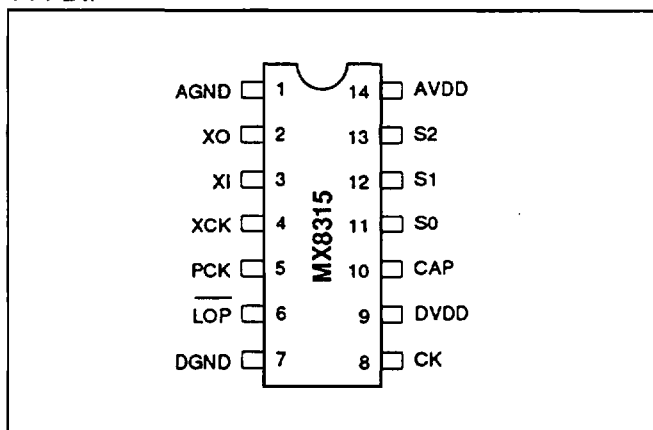 AGND 1 14 AVDD
XO 2 13 S2
XI 3 12 S1
XCK 4 11 S0
PCK 5 10 CAP
LOP 6 9 DVDD
DGND 7 8 CK
MX8315